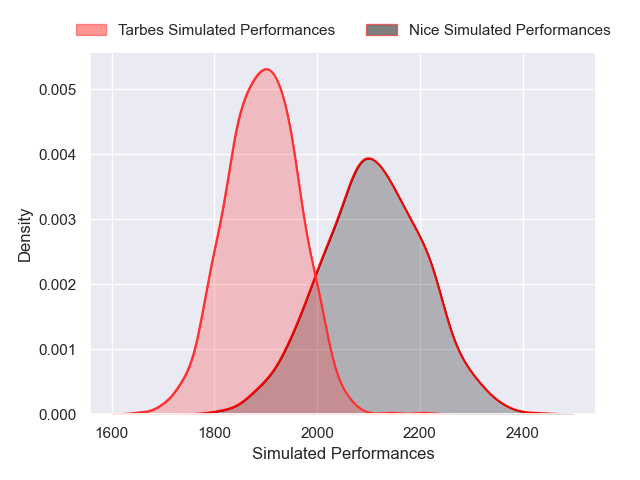 Tarbes Simulated Performances
Nice Simulated Performances
0.005
0.004
0.003
0.002
0.001
0.000
Density
1600
1800
2000
2200
2400
Simulated Performances